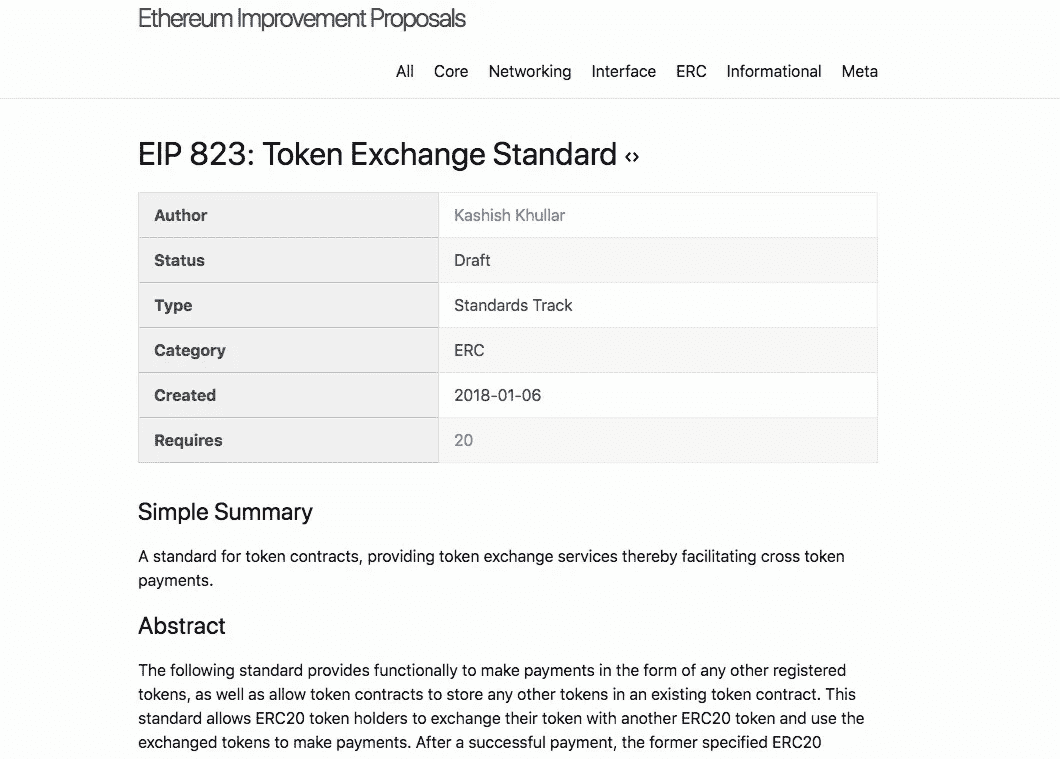 Ethereum Improvement Proposals
All Core Networking Interface ERC Informational Meta
EIP 823: Token Exchange Standard <>
Author Kashish Khullar
Status Draft
Type Standards Track
Category ERC
Created 2018-01-06
Requires 20
Simple Summary
A standard for token contracts, providing token exchange services thereby facilitating cross token
payments.
Abstract
The following standard provides functionally to make payments in the form of any other registered
tokens, as well as allow token contracts to store any other tokens in an existing token contract. This
standard allows ERC20 token holders to exchange their token with another ERC20 token and use the
exchanged tokens to make payments. After a successful payment, the former specified ERC20